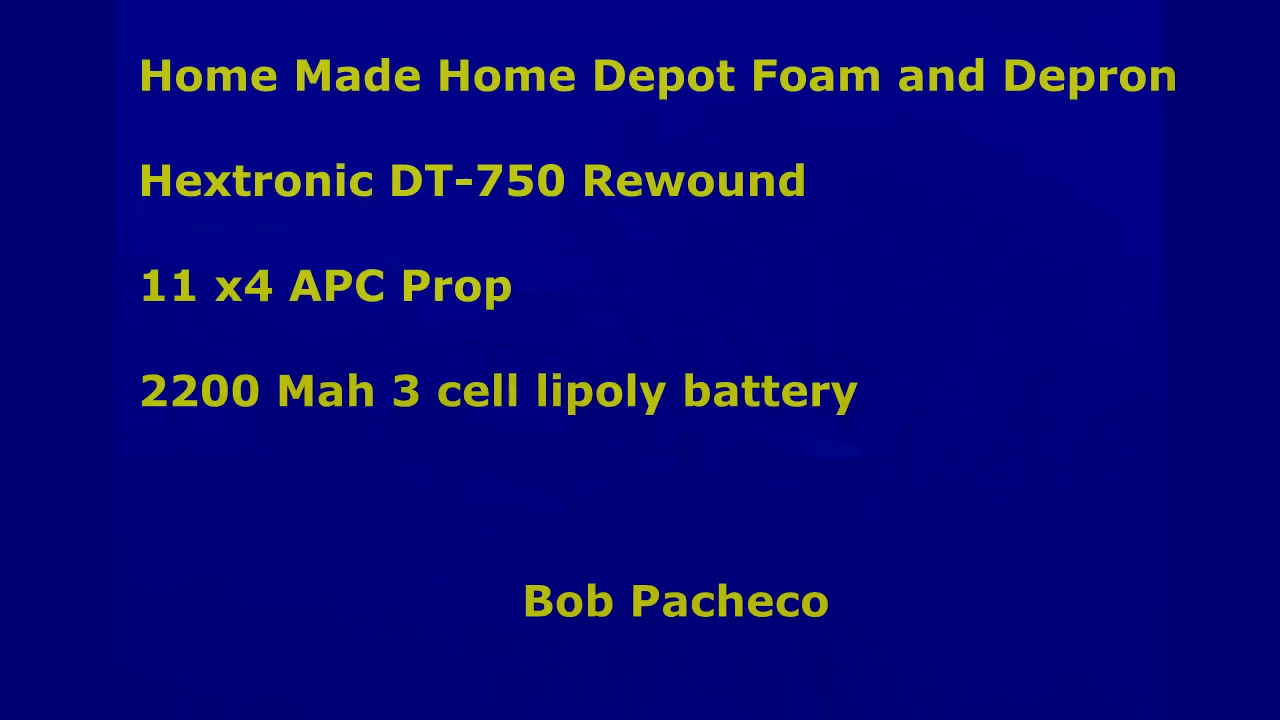 Home Made Home Depot Foam and Depron
Hextronic DT-750 Rewound
11 x4 APC Prop
2200 Mah 3 cell lipoly battery
Bob Pacheco